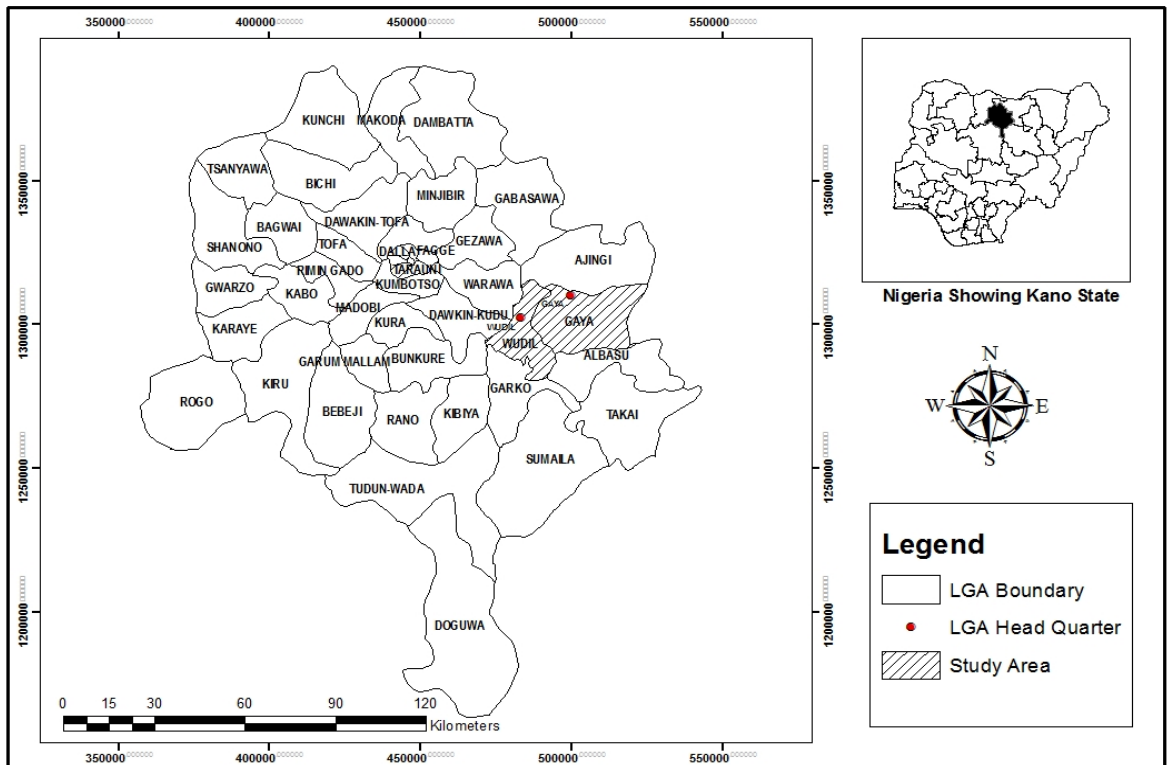 350000 400000 450000 500000 550000
KUNCHI MAKODA DAMBATTA
TSANYAWA
BICHI
MINJIBIR
GABASAWA
BAGWAI
DAWAKIN-TOFA
SHANONO
TOFA
GEZAWA
DALLA FAGGE
AJINGI
RIMIN GADO
TARAUNI
GWARZO
KABO
KUMBOTSO
WARAWA
MADOBI
GAYA
KARAYE
KURA
DAWKIN-KUDU
WUDIL
GAYA
WUDIL
GARUM MALLAM
BUNKURE
ALBASU
ROGO
KIRU
GARKO
BEBEJI
RANO
KIBIYA
TAKAI
SUMAILA
TUDUN-WADA
DOGUWA
1350000
1300000
1250000
1200000
1350000
1300000
1250000
1200000
0 15 30 60 90 120
Kilometers
350000 400000 450000 500000 550000
Nigeria Showing Kano State
N
W E
S
Legend
LGA Boundary
LGA Head Quarter
Study Area